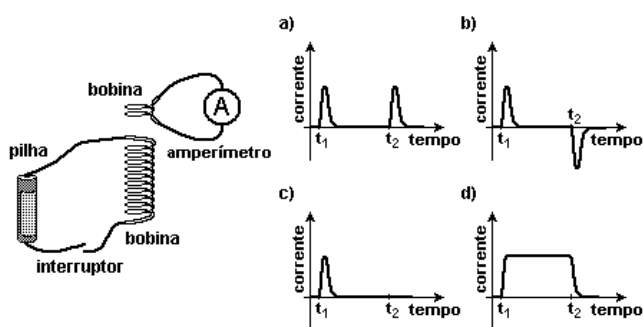 bobina
A
amperímetro
pilha
bobina
interruptor
a)
corrente
t1 t2 tempo
b)
corrente
t1 t2 tempo
c)
corrente
t1 t2 tempo
d)
corrente
t1 t2 tempo